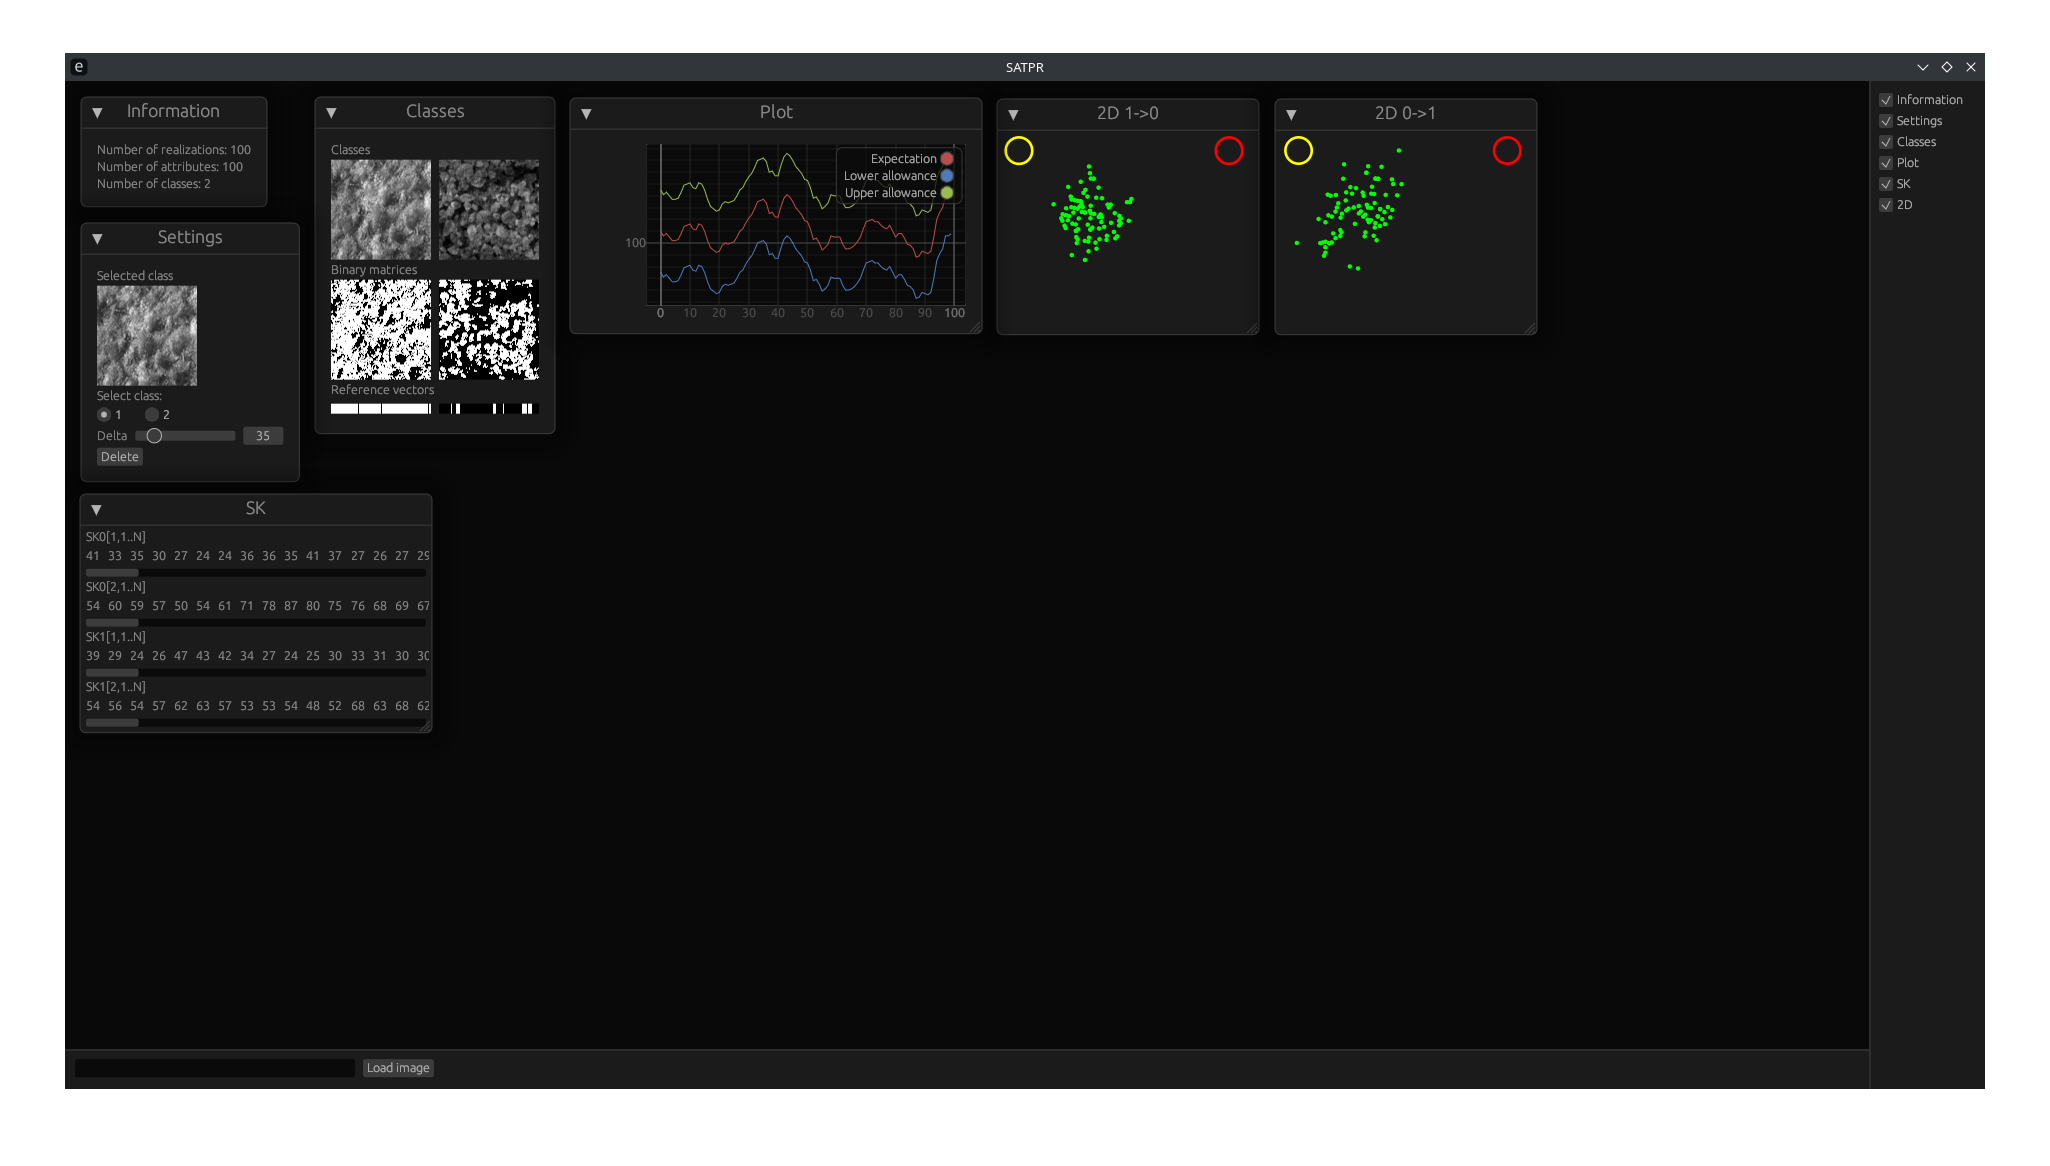 e
SATPR
Information
Number of realizations: 100
Number of attributes: 100
Number of classes: 2
Settings
Selected class
Select class:
1 2
Delta 35
Delete
Classes
Classes
Binary matrices
Reference vectors
Plot
Expectation
Lower allowance
Upper allowance
100
0 10 20 30 40 50 60 70 80 90 100
2D 1->0
2D 0->1
SK
SK0[1,1..N]
41 33 35 30 27 24 24 36 36 35 41 37 27 26 27 29
SK0[2,1..N]
54 60 59 57 50 54 61 71 78 87 80 75 76 68 69 67
SK1[1,1..N]
39 29 24 26 47 43 42 34 27 24 25 30 33 31 30 30
SK1[2,1..N]
54 56 54 57 62 63 57 53 53 54 48 52 68 63 68 62
Information
Settings
Classes
Plot
SK
2D
Load image